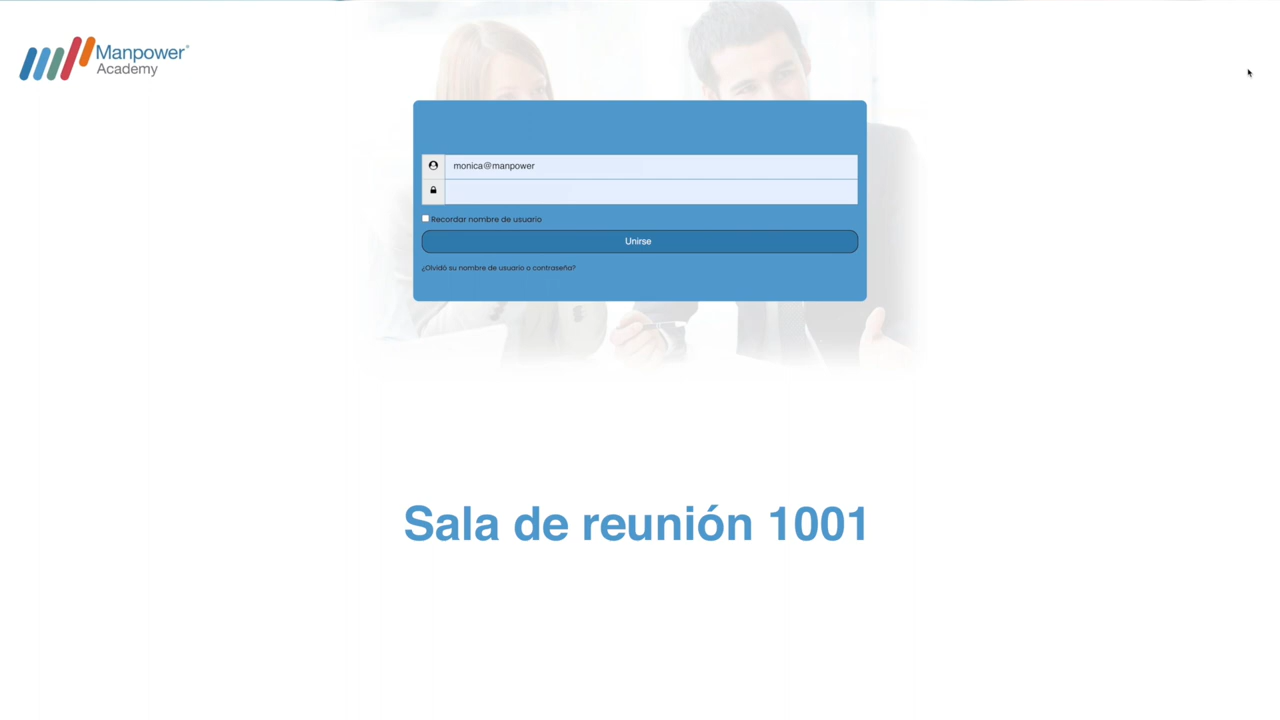 Manpower®
Academy
monica@manpower
Recordar nombre de usuario
Unirse
¿Olvidó su nombre de usuario o contraseña?
Sala de reunión 1001